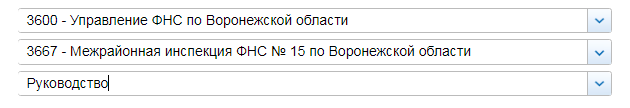 3600 - Управление ФНС по Воронежской области
3667 - Межрайонная инспекция ФНС № 15 по Воронежской области
Руководство